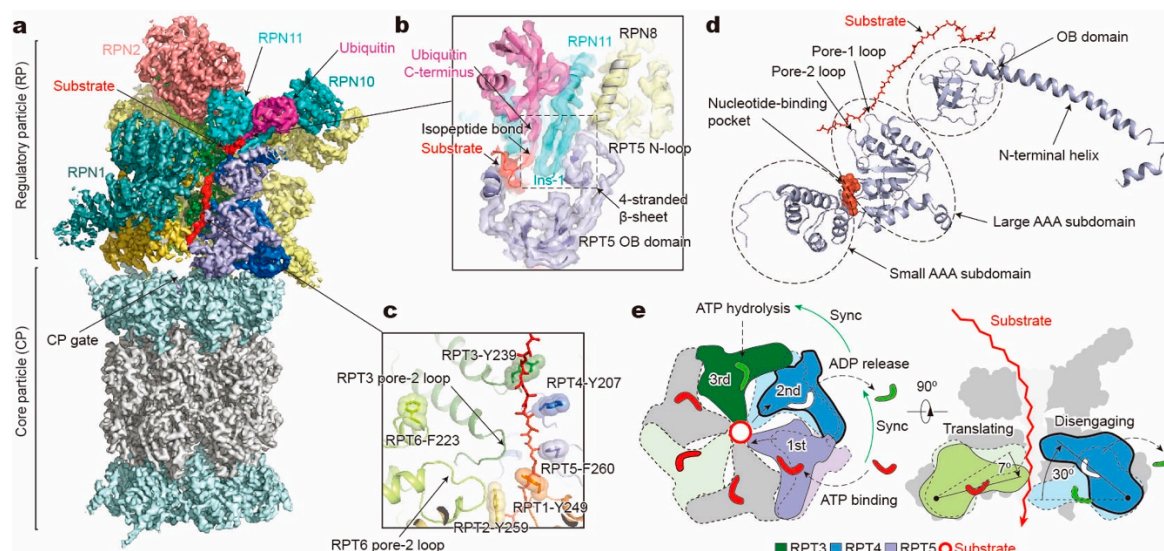 a
Regulatory particle (RP)
Core particle (CP)
RPN2
RPN11
Ubiquitin
RPN10
Substrate
RPN1
CP gate
b
RPN11
RPN8
Ubiquitin
C-terminus
Isopeptide bond
Substrate
RPT5 N-loop
Ins-1
4-stranded
β-sheet
RPT5 OB domain
c
RPT3-Y239
RPT3 pore-2 loop
RPT4-Y207
RPT6-F223
RPT5-F260
RPT1-Y249
RPT2-Y259
RPT6 pore-2 loop
d
Substrate
OB domain
Pore-1 loop
Pore-2 loop
Nucleotide-binding
pocket
N-terminal helix
Large AAA subdomain
Small AAA subdomain
e
ATP hydrolysis
Sync
ADP release
3rd
2nd
1st
Sync
ATP binding
90º
Substrate
Translating
Disengaging
7º
30º
RPT3 RPT4 RPT5 Substrate